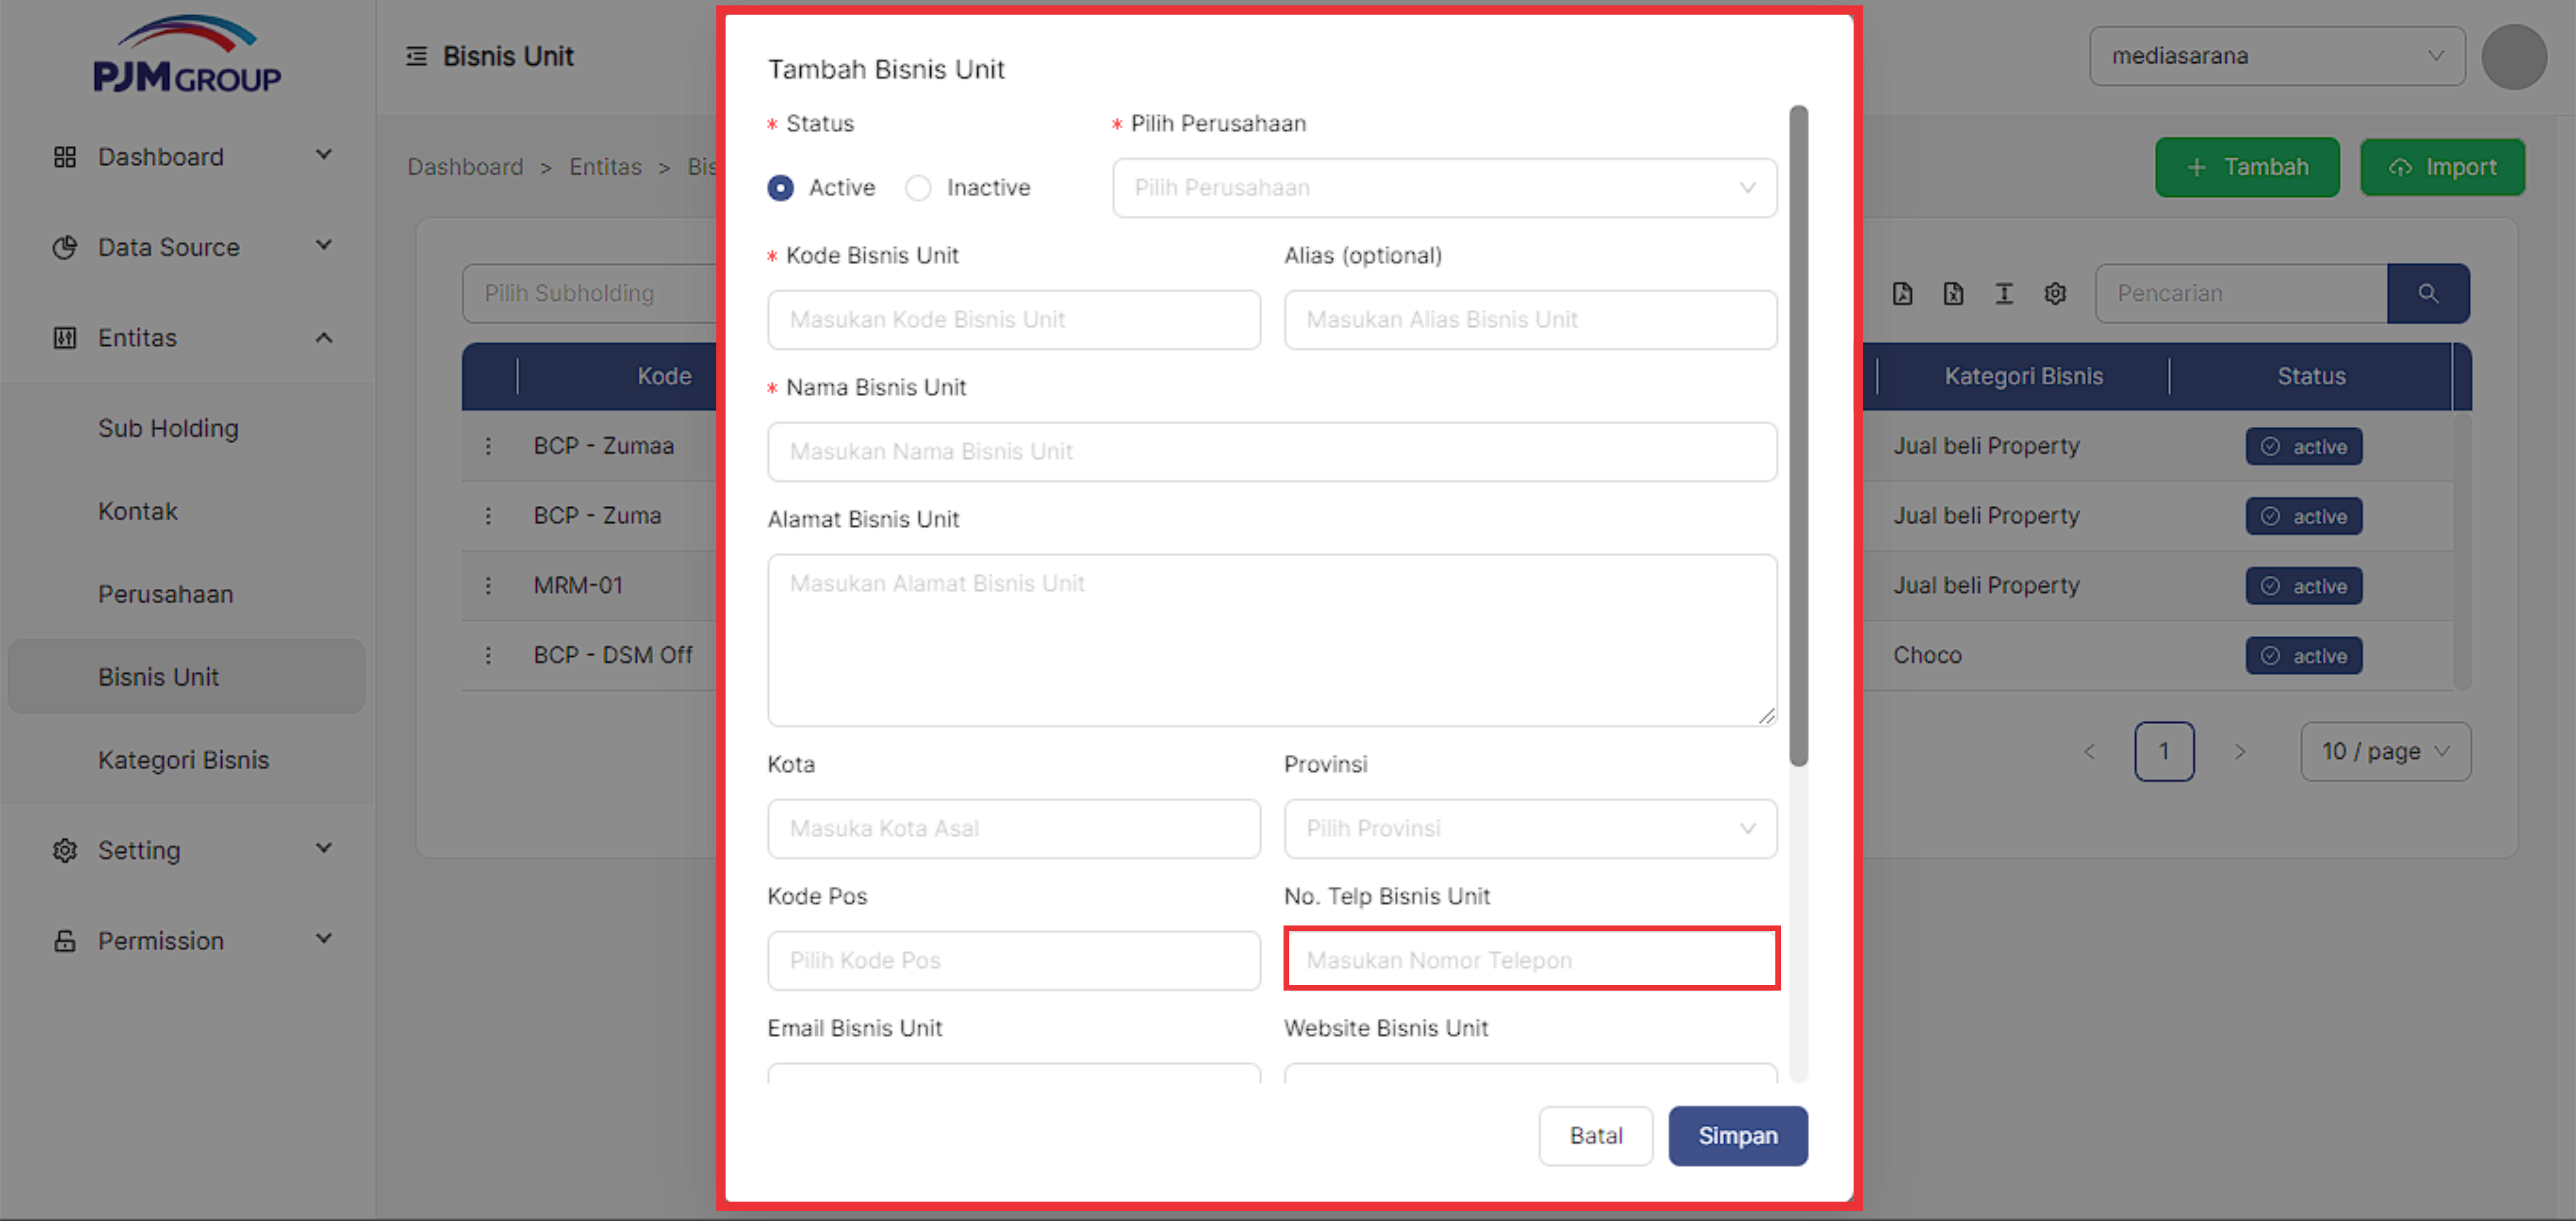 PJM GROUP
Bisnis Unit
mediasarana
Dashboard
Data Source
Entitas
Sub Holding
Kontak
Perusahaan
Bisnis Unit
Kategori Bisnis
Setting
Permission
Dashboard > Entitas > Bis
+ Tambah
Import
Pilih Subholding
Pencarian
Kode
Kategori Bisnis
Status
BCP - Zumaa
Jual beli Property
active
BCP - Zuma
Jual beli Property
active
MRM-01
Jual beli Property
active
BCP - DSM Off
Choco
active
< 1 >
10 / page
Tambah Bisnis Unit
* Status
* Pilih Perusahaan
Active
Inactive
Pilih Perusahaan
* Kode Bisnis Unit
Alias (optional)
Masukan Kode Bisnis Unit
Masukan Alias Bisnis Unit
* Nama Bisnis Unit
Masukan Nama Bisnis Unit
Alamat Bisnis Unit
Masukan Alamat Bisnis Unit
Kota
Provinsi
Masuka Kota Asal
Pilih Provinsi
Kode Pos
No. Telp Bisnis Unit
Pilih Kode Pos
Masukan Nomor Telepon
Email Bisnis Unit
Website Bisnis Unit
Batal
Simpan